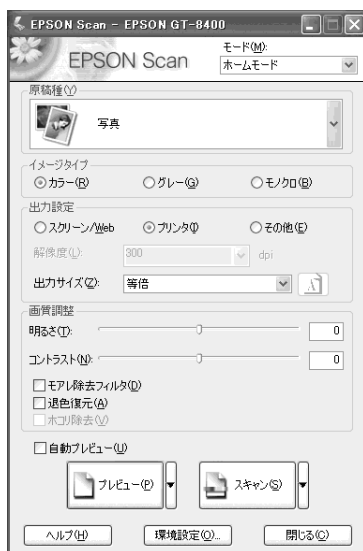 EPSON Scan - EPSON GT-8400
EPSON Scan
モード(M):
ホームモード
原稿種(Y)
写真
イメージタイプ
カラー(R) グレー(G) モノクロ(B)
出力設定
スクリーン/Web プリンタ(I) その他(E)
解像度(L): 300 dpi
出力サイズ(Z): 等倍
画質調整
明るさ(T): 0
コントラスト(N): 0
モアレ除去フィルタ(D)
退色復元(A)
ホコリ除去(V)
自動プレビュー(U)
プレビュー(P) スキャン(S)
ヘルプ(H) 環境設定(O)... 閉じる(C)